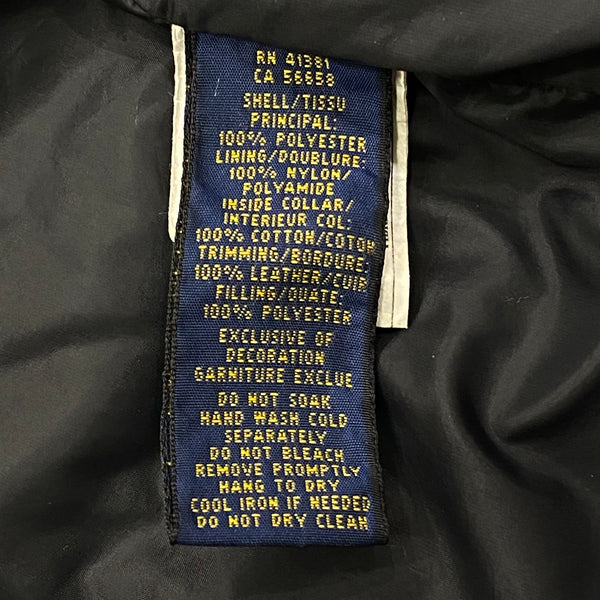 RN 41381
CA 56658
SHELL/TISSU
PRINCIPAL:
100% POLYESTER
LINING/DOUBLURE:
100% NYLON/
POLYAMIDE
INSIDE COLLAR/
INTERIEUR COL:
100% COTTON/COTON
TRIMMING/BORDURE:
100% LEATHER/CUIR
FILLING/OUATE:
100% POLYESTER
EXCLUSIVE OF
DECORATION
GARNITURE EXCLUE
DO NOT SOAK
HAND WASH COLD
SEPARATELY
DO NOT BLEACH
REMOVE PROMPTLY
HANG TO DRY
COOL IRON IF NEEDED
DO NOT DRY CLEAN